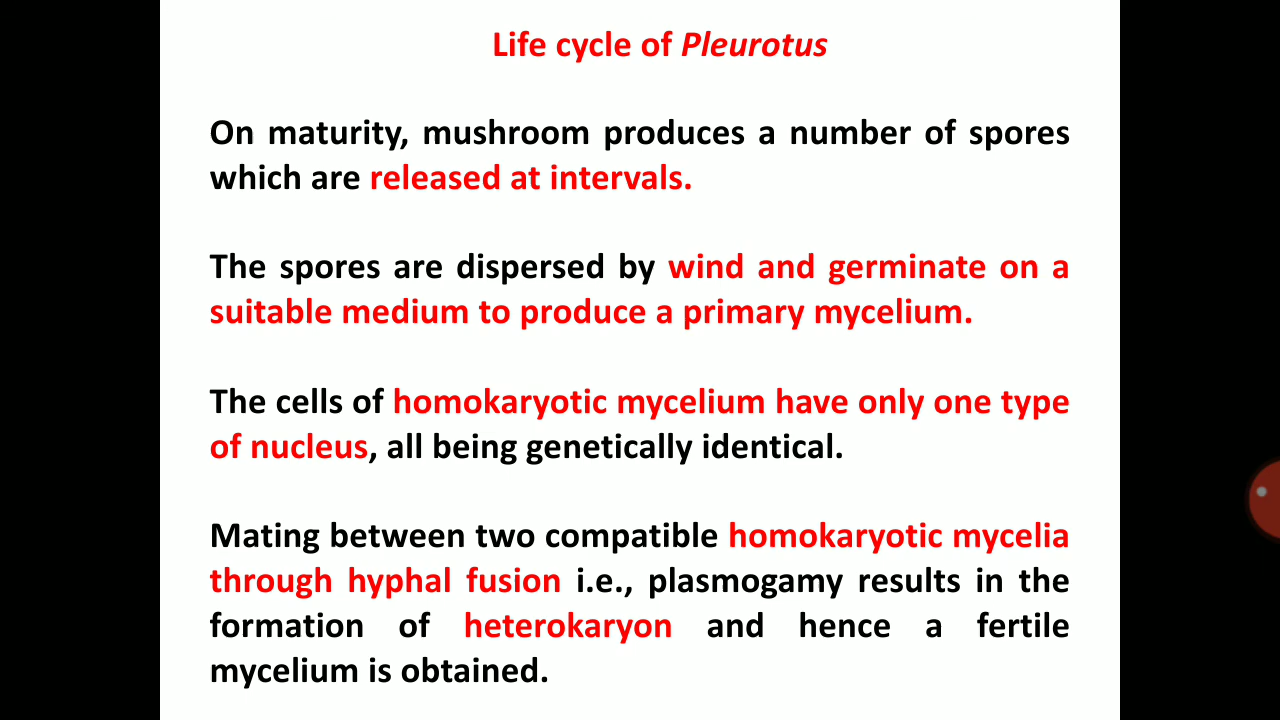 Life cycle of Pleurotus
On maturity, mushroom produces a number of spores
which are released at intervals.
The spores are dispersed by wind and germinate on a
suitable medium to produce a primary mycelium.
The cells of homokaryotic mycelium have only one type
of nucleus, all being genetically identical.
Mating between two compatible homokaryotic mycelia
through hyphal fusion i.e., plasmogamy results in the
formation of heterokaryon and hence a fertile
mycelium is obtained.